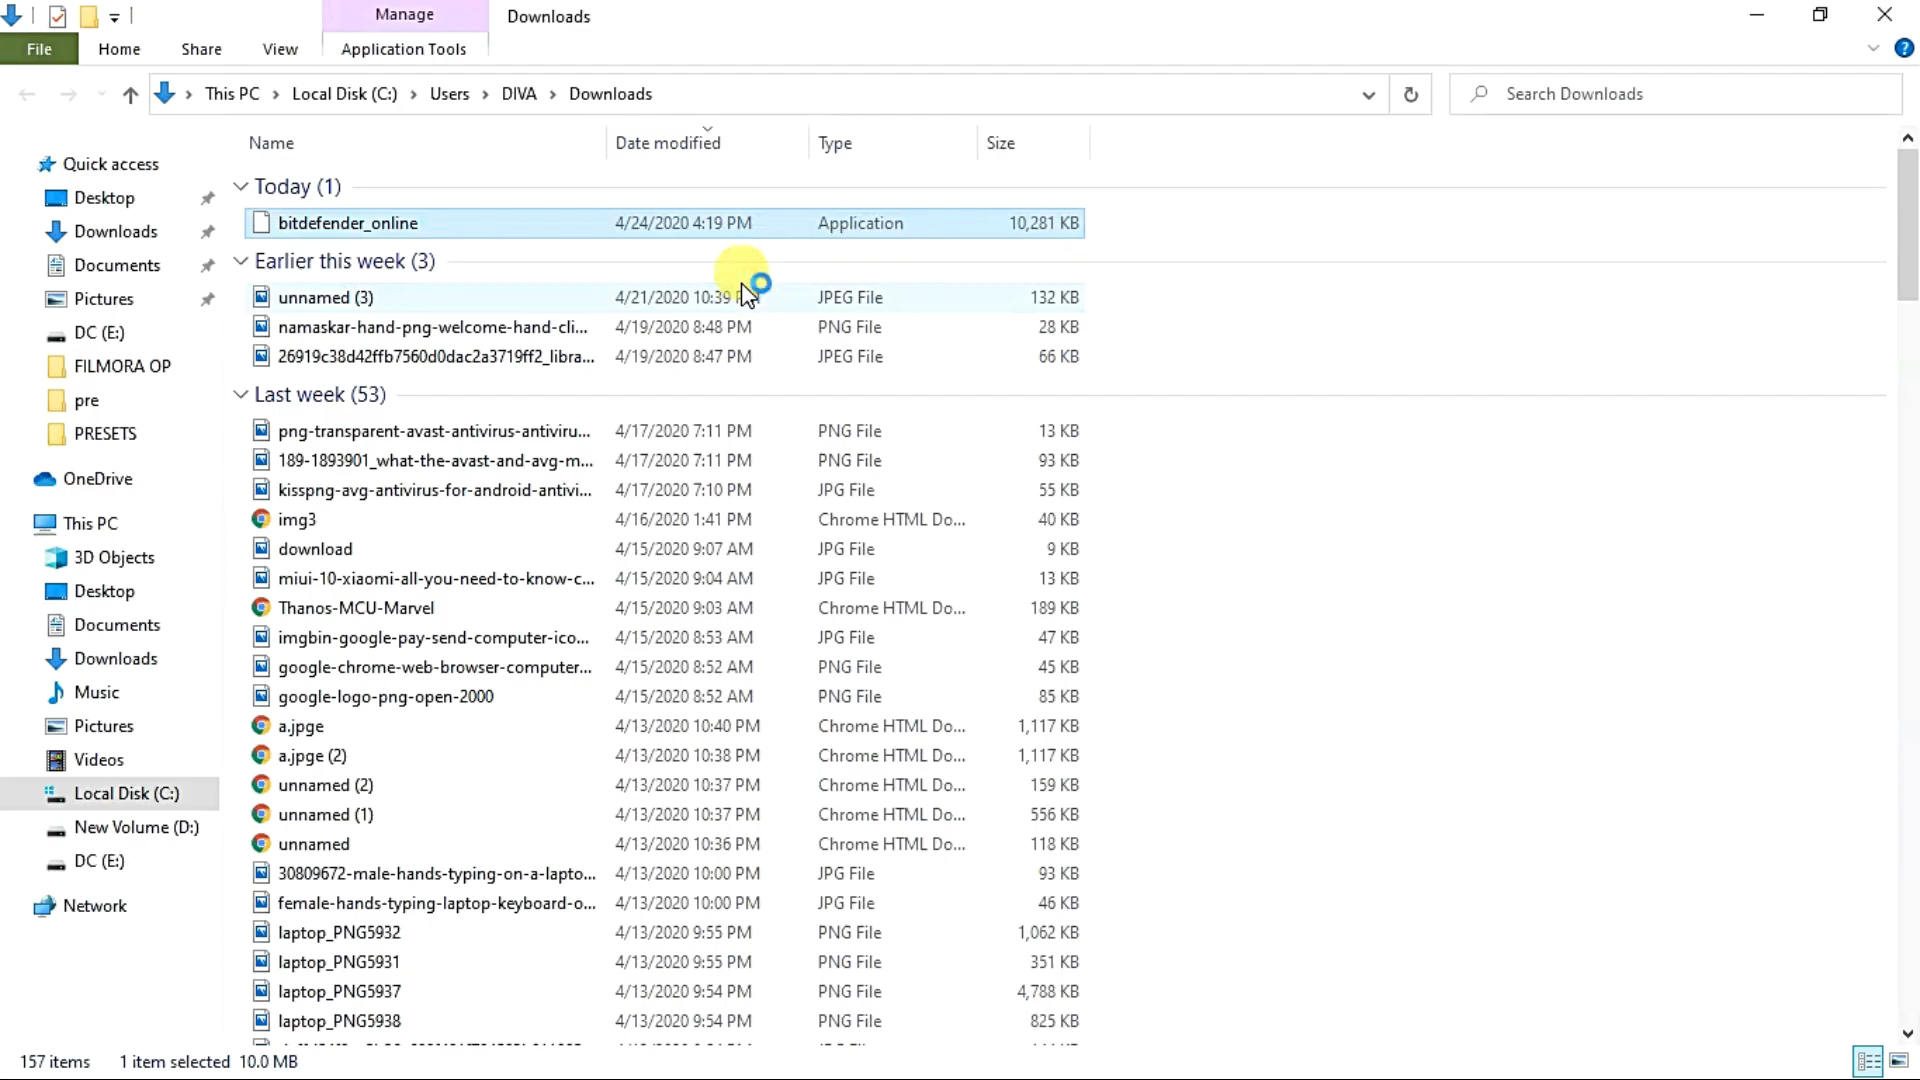 Manage
Downloads
File
Home
Share
View
Application Tools
This PC
Local Disk (C:)
Users
DIVA
Downloads
Search Downloads
Name
Date modified
Type
Size
Quick access
Desktop
Downloads
Documents
Pictures
DC (E:)
FILMORA OP
pre
PRESETS
OneDrive
This PC
3D Objects
Desktop
Documents
Downloads
Music
Pictures
Videos
Local Disk (C:)
New Volume (D:)
DC (E:)
Network
Today (1)
bitdefender_online 4/24/2020 4:19 PM Application 10,281 KB
Earlier this week (3)
unnamed (3) 4/21/2020 10:39 JPEG File 132 KB
namaskar-hand-png-welcome-hand-cli... 4/19/2020 8:48 PM PNG File 28 KB
26919c38d42ffb7560d0dac2a3719ff2_libra... 4/19/2020 8:47 PM JPEG File 66 KB
Last week (53)
png-transparent-avast-antivirus-antiviru... 4/17/2020 7:11 PM PNG File 13 KB
189-1893901_what-the-avast-and-avg-m... 4/17/2020 7:11 PM PNG File 93 KB
kisspng-avg-antivirus-for-android-antivi... 4/17/2020 7:10 PM JPG File 55 KB
img3 4/16/2020 1:41 PM Chrome HTML Do... 40 KB
download 4/15/2020 9:07 AM JPG File 9 KB
miui-10-xiaomi-all-you-need-to-know-c... 4/15/2020 9:04 AM JPG File 13 KB
Thanos-MCU-Marvel 4/15/2020 9:03 AM Chrome HTML Do... 189 KB
imgbin-google-pay-send-computer-ico... 4/15/2020 8:53 AM JPG File 47 KB
google-chrome-web-browser-computer... 4/15/2020 8:52 AM PNG File 45 KB
google-logo-png-open-2000 4/15/2020 8:52 AM PNG File 85 KB
a.jpge 4/13/2020 10:40 PM Chrome HTML Do... 1,117 KB
a.jpge (2) 4/13/2020 10:38 PM Chrome HTML Do... 1,117 KB
unnamed (2) 4/13/2020 10:37 PM Chrome HTML Do... 159 KB
unnamed (1) 4/13/2020 10:37 PM Chrome HTML Do... 556 KB
unnamed 4/13/2020 10:36 PM Chrome HTML Do... 118 KB
30809672-male-hands-typing-on-a-lapto... 4/13/2020 10:00 PM JPG File 93 KB
female-hands-typing-laptop-keyboard-o... 4/13/2020 10:00 PM JPG File 46 KB
laptop_PNG5932 4/13/2020 9:55 PM PNG File 1,062 KB
laptop_PNG5931 4/13/2020 9:55 PM PNG File 351 KB
laptop_PNG5937 4/13/2020 9:54 PM PNG File 4,788 KB
laptop_PNG5938 4/13/2020 9:54 PM PNG File 825 KB
157 items 1 item selected 10.0 MB